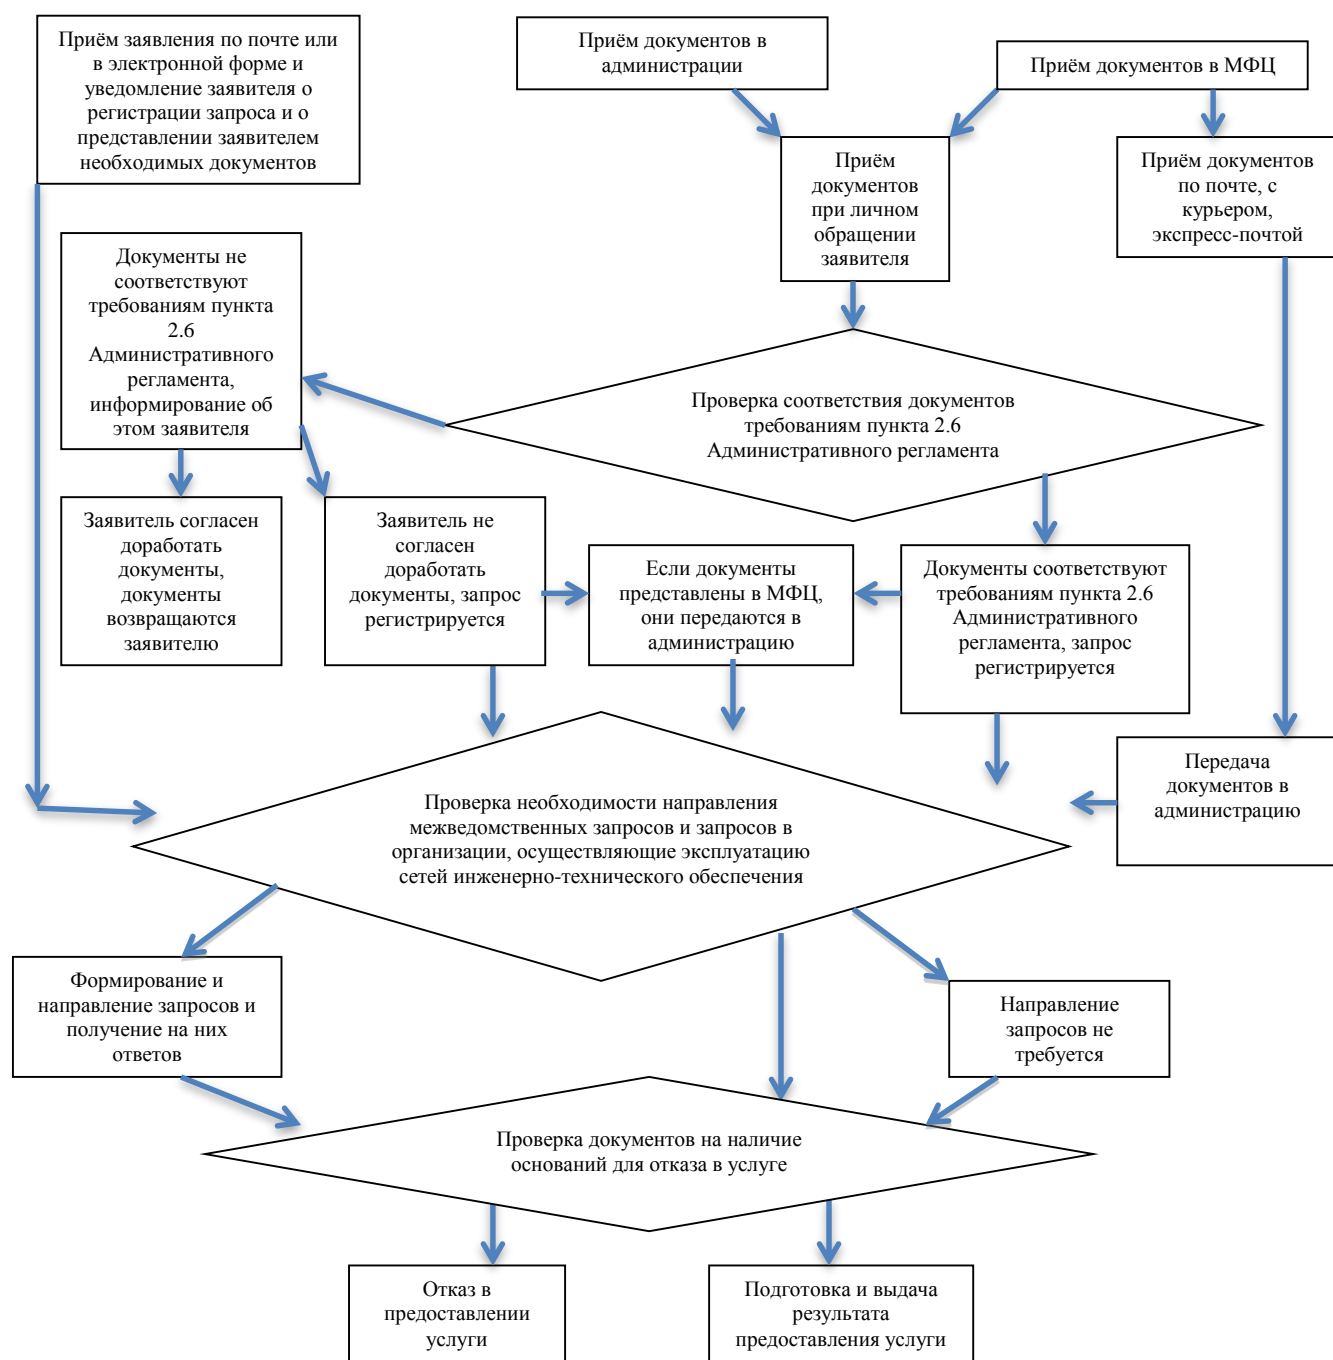 Приём заявления по почте или
в электронной форме и
уведомление заявителя о
регистрации запроса и о
представлении заявителем
необходимых документов
Приём документов в
администрации
Приём документов в МФЦ
Приём
документов
при личном
обращении
заявителя
Приём документов
по почте, с
курьером,
экспресс-почтой
Документы не
соответствуют
требованиям пункта
2.6
Административного
регламента,
информирование об
этом заявителя
Проверка соответствия документов
требованиям пункта 2.6
Административного регламента
Заявитель согласен
доработать
документы,
документы
возвращаются
заявителю
Заявитель не
согласен
доработать
документы, запрос
регистрируется
Если документы
представлены в МФЦ,
они передаются в
администрацию
Документы соответствуют
требованиям пункта 2.6
Административного
регламента, запрос
регистрируется
Передача
документов в
администрацию
Проверка необходимости направления
межведомственных запросов и запросов в
организации, осуществляющие эксплуатацию
сетей инженерно-технического обеспечения
Формирование и
направление запросов и
получение на них
ответов
Направление
запросов не
требуется
Проверка документов на наличие
оснований для отказа в услуге
Отказ в
предоставлении
услуги
Подготовка и выдача
результата
предоставления услуги